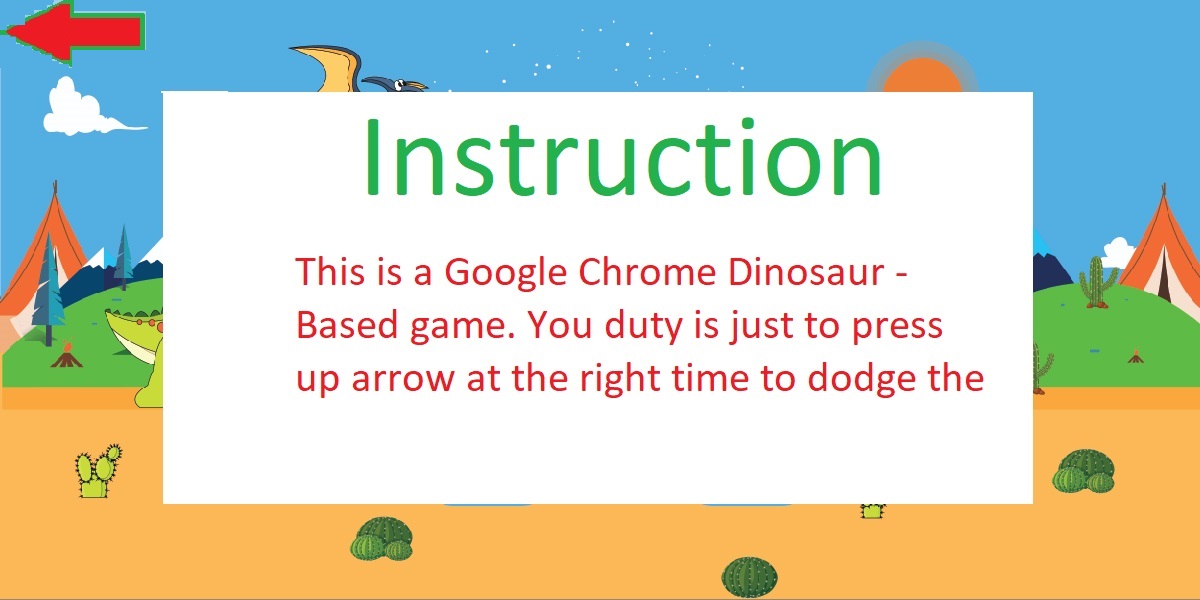 Instruction
This is a Google Chrome Dinosaur -
Based game. You duty is just to press
up arrow at the right time to dodge the